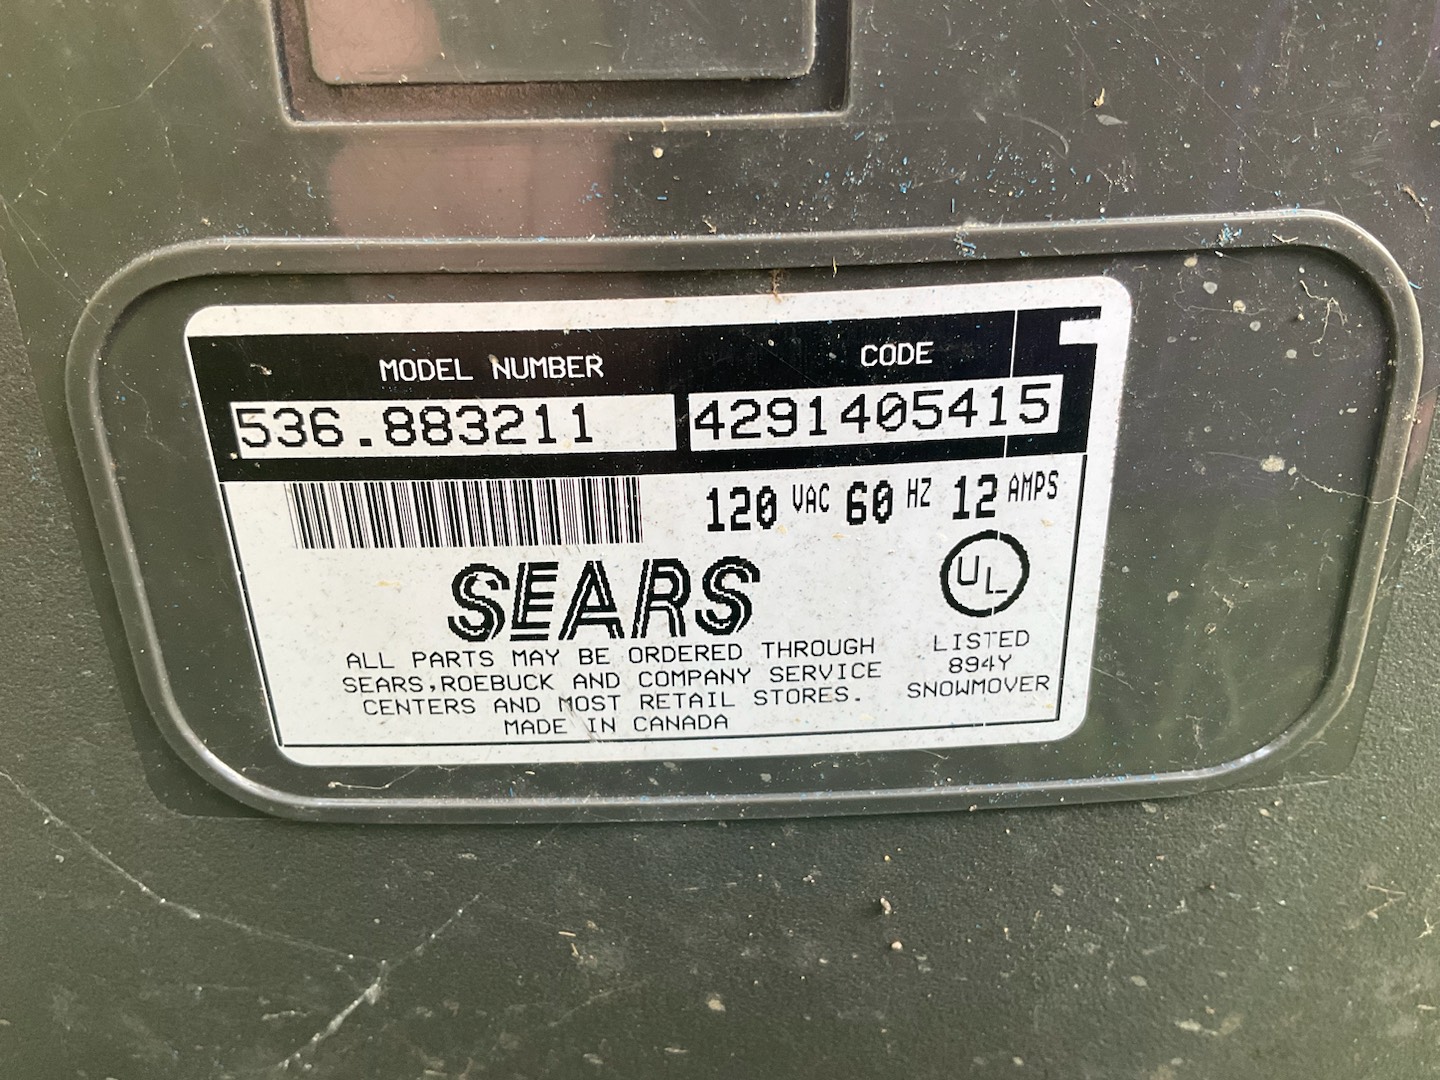 MODEL NUMBER CODE
536.883211 4291405415
120 VAC 60 HZ 12 AMPS
SEARS
UL
ALL PARTS MAY BE ORDERED THROUGH
SEARS,ROEBUCK AND COMPANY SERVICE
CENTERS AND MOST RETAIL STORES.
MADE IN CANADA
LISTED
894Y
SNOWMOVER